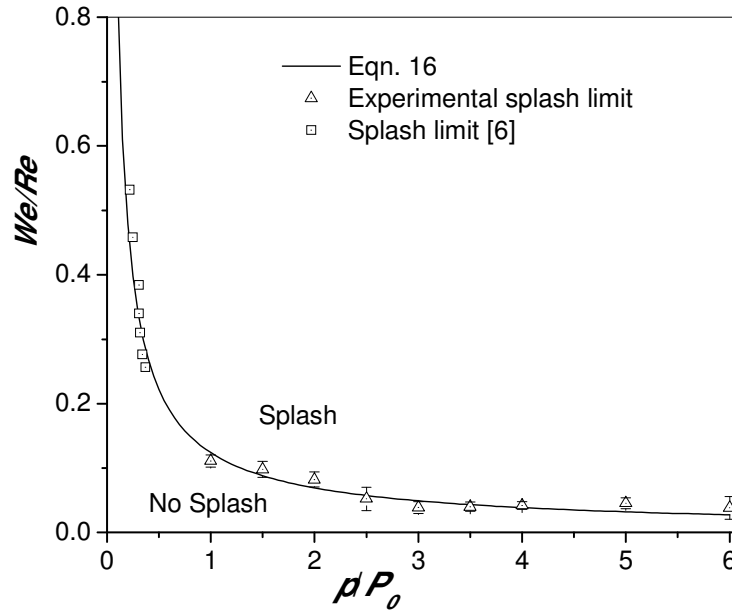 0.8
Eqn. 16
Experimental splash limit
Splash limit [6]
0.6
We/Re
0.4
0.2
Splash
No Splash
0.0
0 1 2 3 4 5 6
p/P0